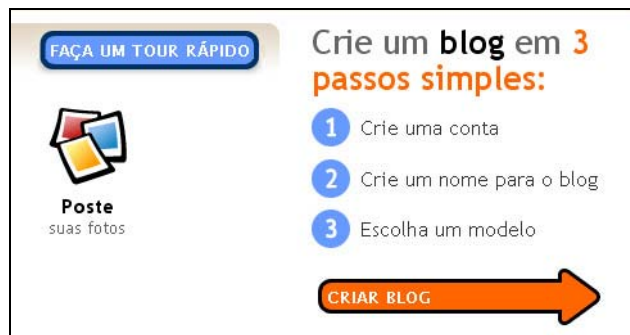 FAÇA UM TOUR RÁPIDO
Poste
suas fotos
Crie um blog em 3
passos simples:
1 Crie uma conta
2 Crie um nome para o blog
3 Escolha um modelo
CRIAR BLOG